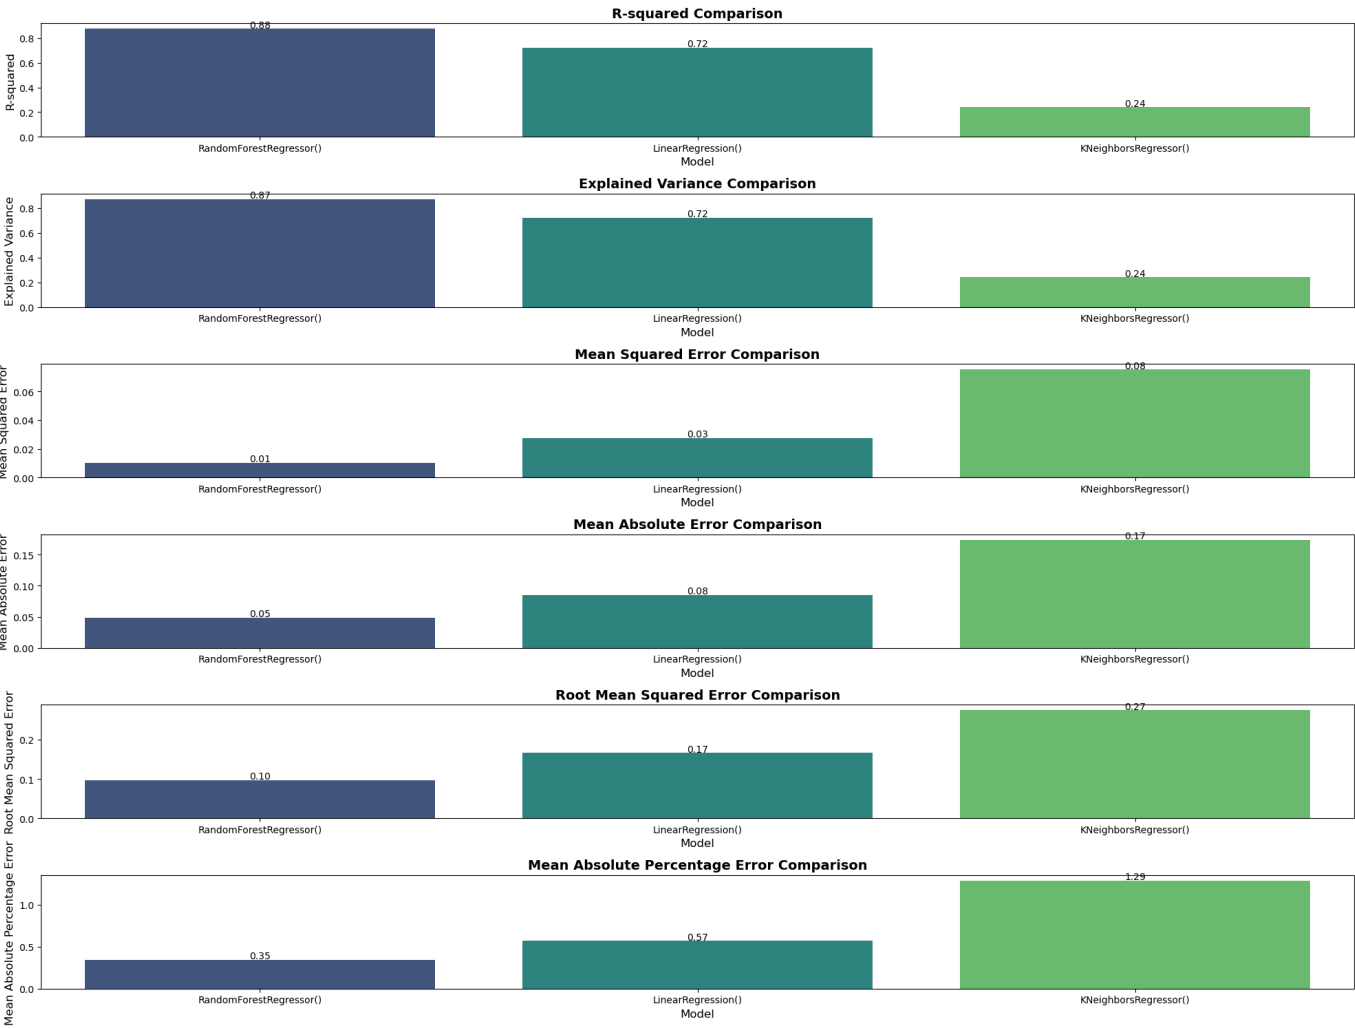 R-squared Comparison
R-squared
0.8
0.6
0.4
0.2
0.0
0.88
0.72
0.24
RandomForestRegressor()
LinearRegression()
KNeighborsRegressor()
Model
Explained Variance Comparison
Explained Variance
0.8
0.6
0.4
0.2
0.0
0.87
0.72
0.24
RandomForestRegressor()
LinearRegression()
KNeighborsRegressor()
Model
Mean Squared Error Comparison
Mean Squared Error
0.06
0.04
0.02
0.00
0.01
0.03
0.08
RandomForestRegressor()
LinearRegression()
KNeighborsRegressor()
Model
Mean Absolute Error Comparison
Mean Absolute Error
0.15
0.10
0.05
0.00
0.05
0.08
0.17
RandomForestRegressor()
LinearRegression()
KNeighborsRegressor()
Model
Root Mean Squared Error Comparison
Root Mean Squared Error
0.2
0.1
0.0
0.10
0.17
0.27
RandomForestRegressor()
LinearRegression()
KNeighborsRegressor()
Model
Mean Absolute Percentage Error Comparison
Mean Absolute Percentage Error
1.0
0.5
0.0
0.35
0.57
1.29
RandomForestRegressor()
LinearRegression()
KNeighborsRegressor()
Model